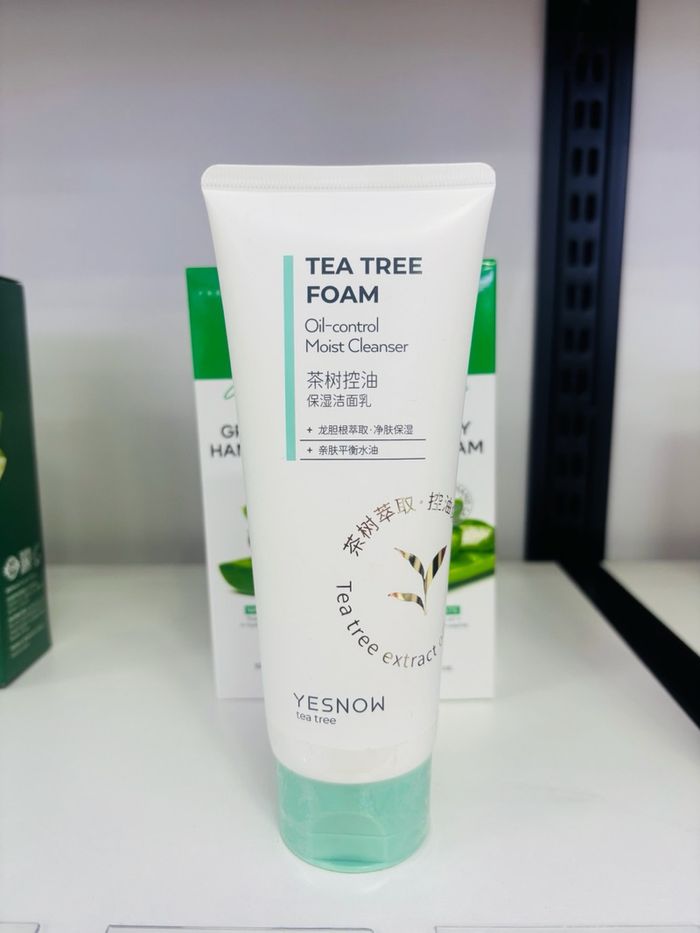 TEA TREE
FOAM
Oil-control
Moist Cleanser
茶树控油
保湿洁面乳
+ 龙胆根萃取·净肤保湿
+ 亲肤平衡水油
茶树萃取·控油
Tea tree extract
YESNOW
tea tree